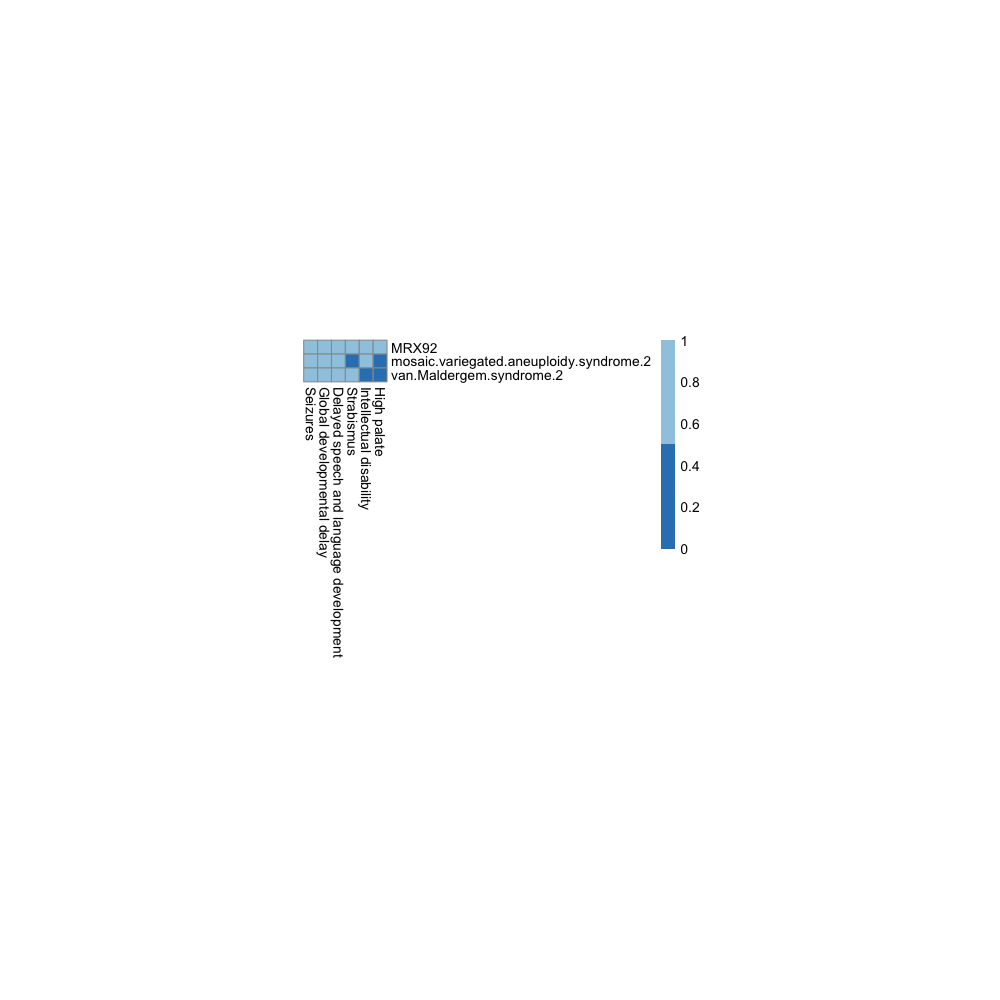 MRX92
mosaic.variegated.aneuploidy.syndrome.2
van.Maldergem.syndrome.2
Seizures
Global developmental delay
Delayed speech and language development
Strabismus
Intellectual disability
High palate
1
0.8
0.6
0.4
0.2
0